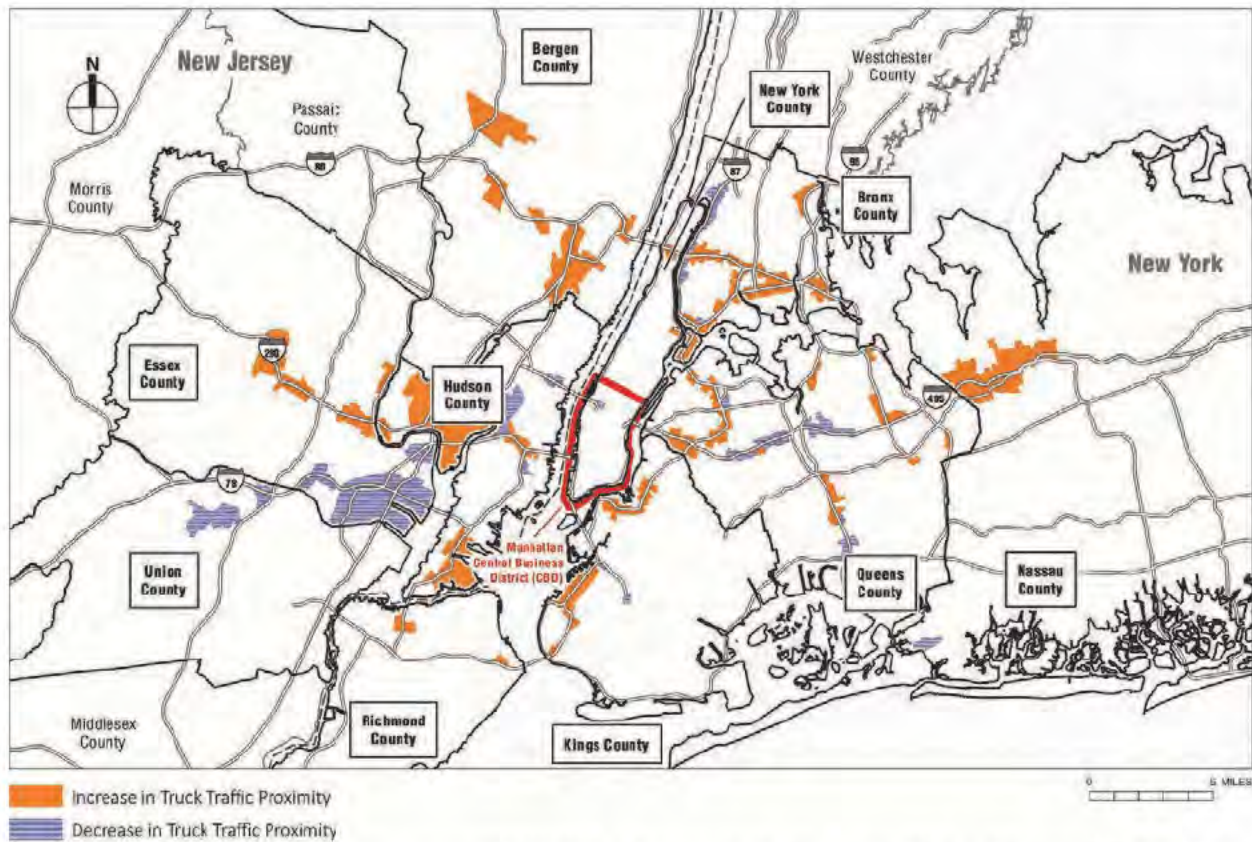 Bergen
County
New Jersey
Westchester
County
New York
County
N
Passaic
County
80
95
87
Morris
County
Bronx
County
New York
280
Essex
County
Hudson
County
495
78
Manhattan
Central Business
District (CBD)
Union
County
Queens
County
Nassau
County
Middlesex
County
Richmond
County
Kings County
Increase in Truck Traffic Proximity
Decrease in Truck Traffic Proximity
0 5 MILES